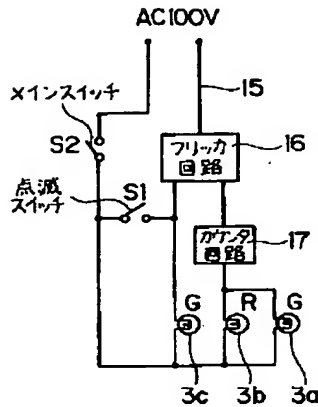 AC100V
メインスイッチ
S2
15
フリッカ
回路
16
点滅
スイッチ
S1
カウンター
回路
17
G
R
G
3c
3b
3a